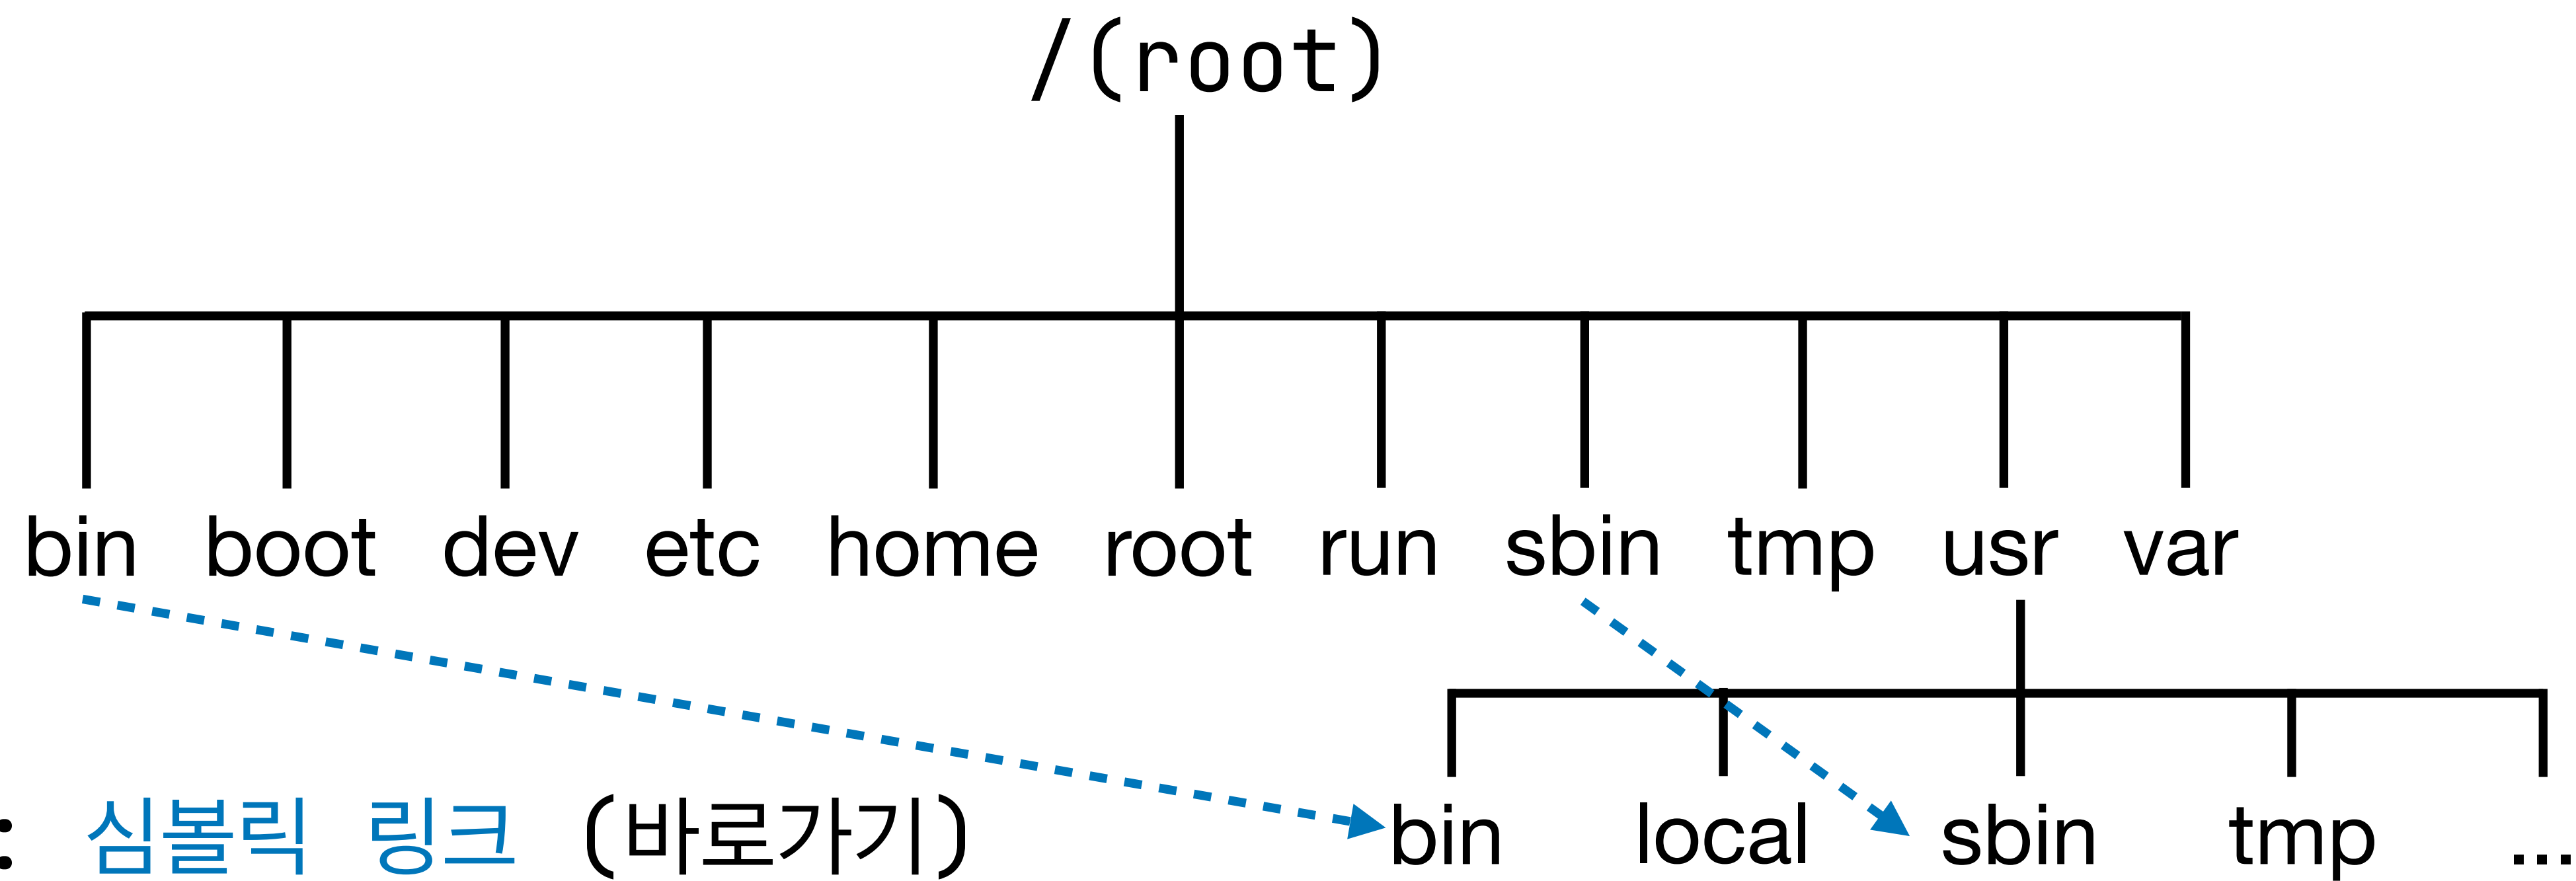 /(root)
bin boot dev etc home root run sbin tmp usr var
: 심볼릭 링크 (바로가기)
bin local sbin tmp ...